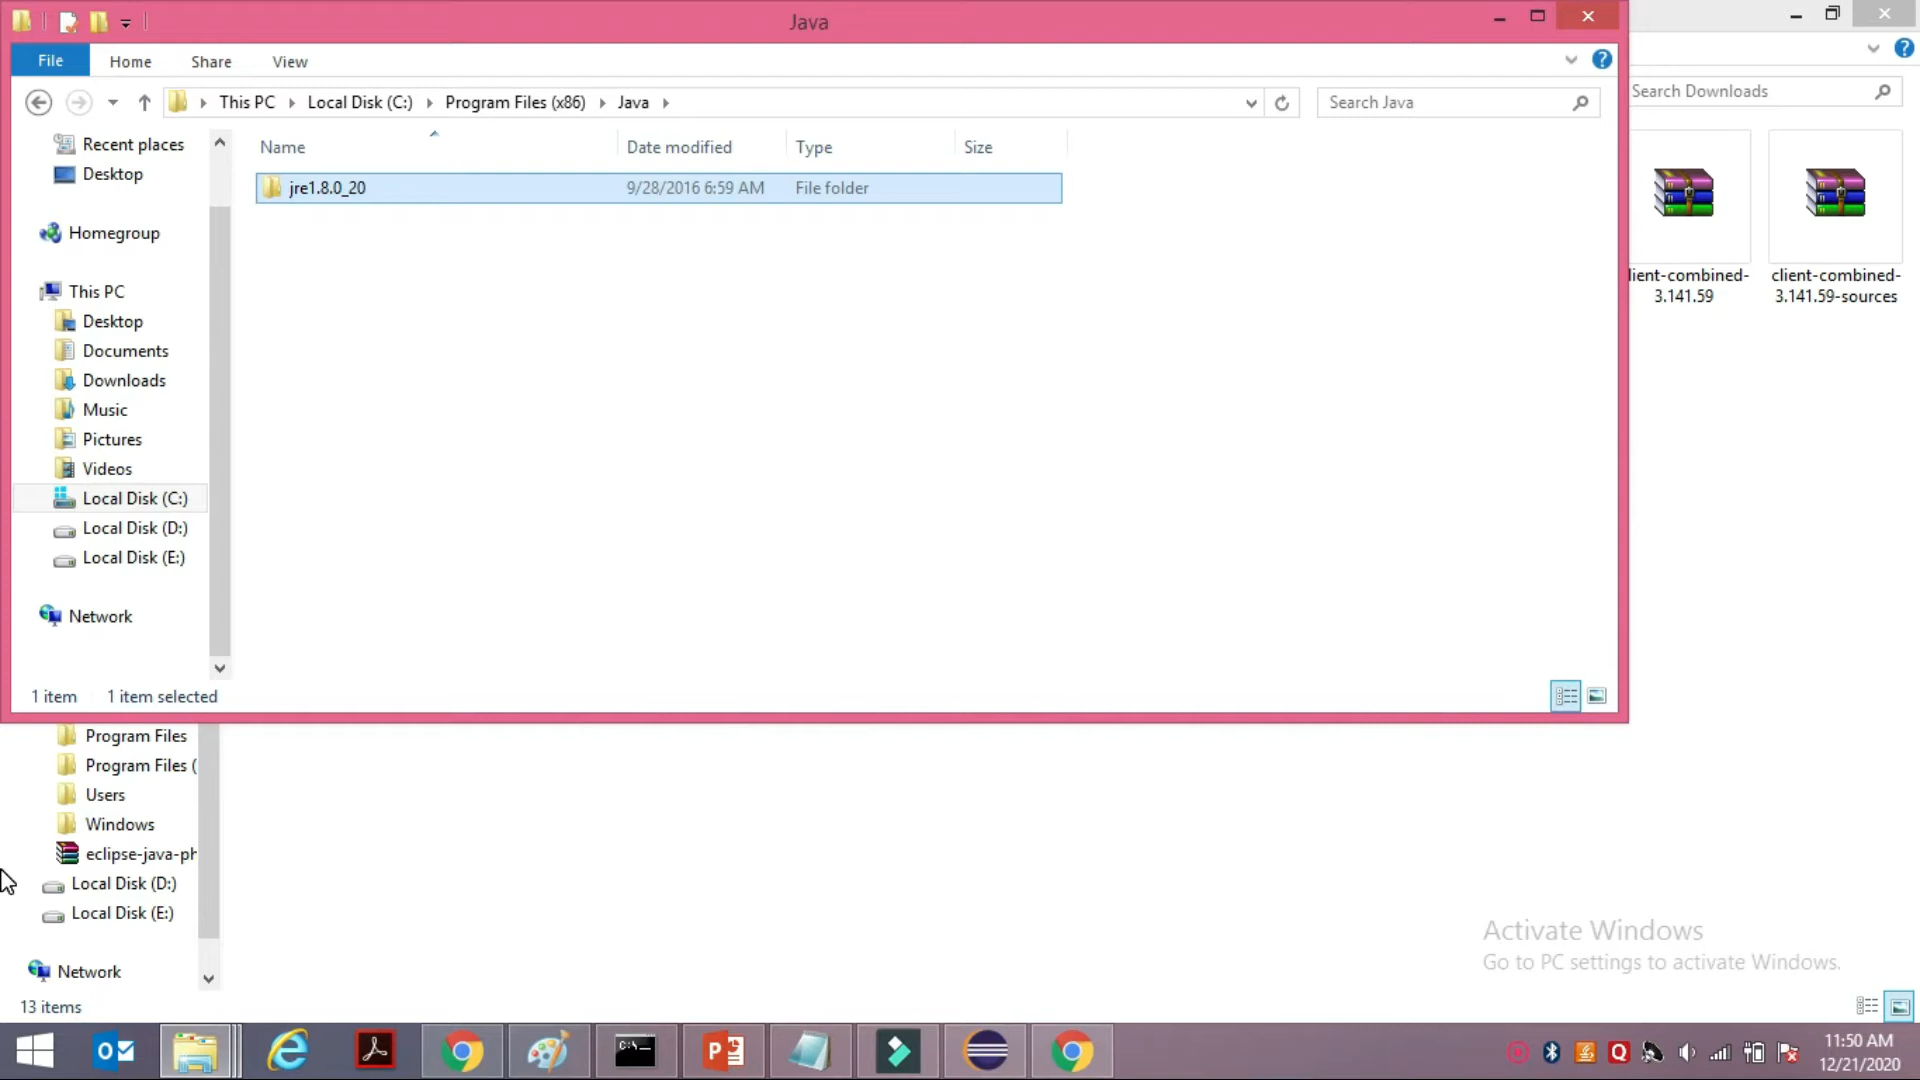 Java
File
Home
Share
View
This PC
Local Disk (C:)
Program Files (x86)
Java
Search Java
Recent places
Desktop
Homegroup
This PC
Desktop
Documents
Downloads
Music
Pictures
Videos
Local Disk (C:)
Local Disk (D:)
Local Disk (E:)
Network
Name
Date modified
Type
Size
jre1.8.0_20
9/28/2016 6:59 AM
File folder
1 item
1 item selected
Search Downloads
lient-combined-
3.141.59
client-combined-
3.141.59-sources
Program Files
Program Files (
Users
Windows
eclipse-java-ph
Local Disk (D:)
Local Disk (E:)
Network
13 items
Activate Windows
Go to PC settings to activate Windows.
11:50 AM
12/21/2020